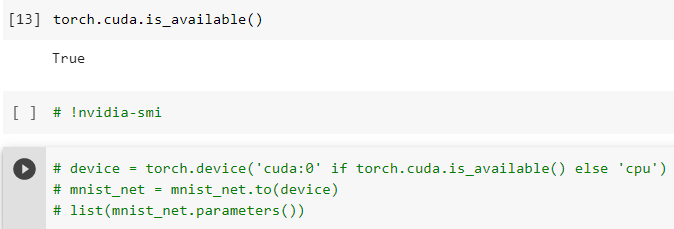 [13] torch.cuda.is_available()
True
[ ] # !nvidia-smi
# device = torch.device('cuda:0' if torch.cuda.is_available() else 'cpu')
# mnist_net = mnist_net.to(device)
# list(mnist_net.parameters())